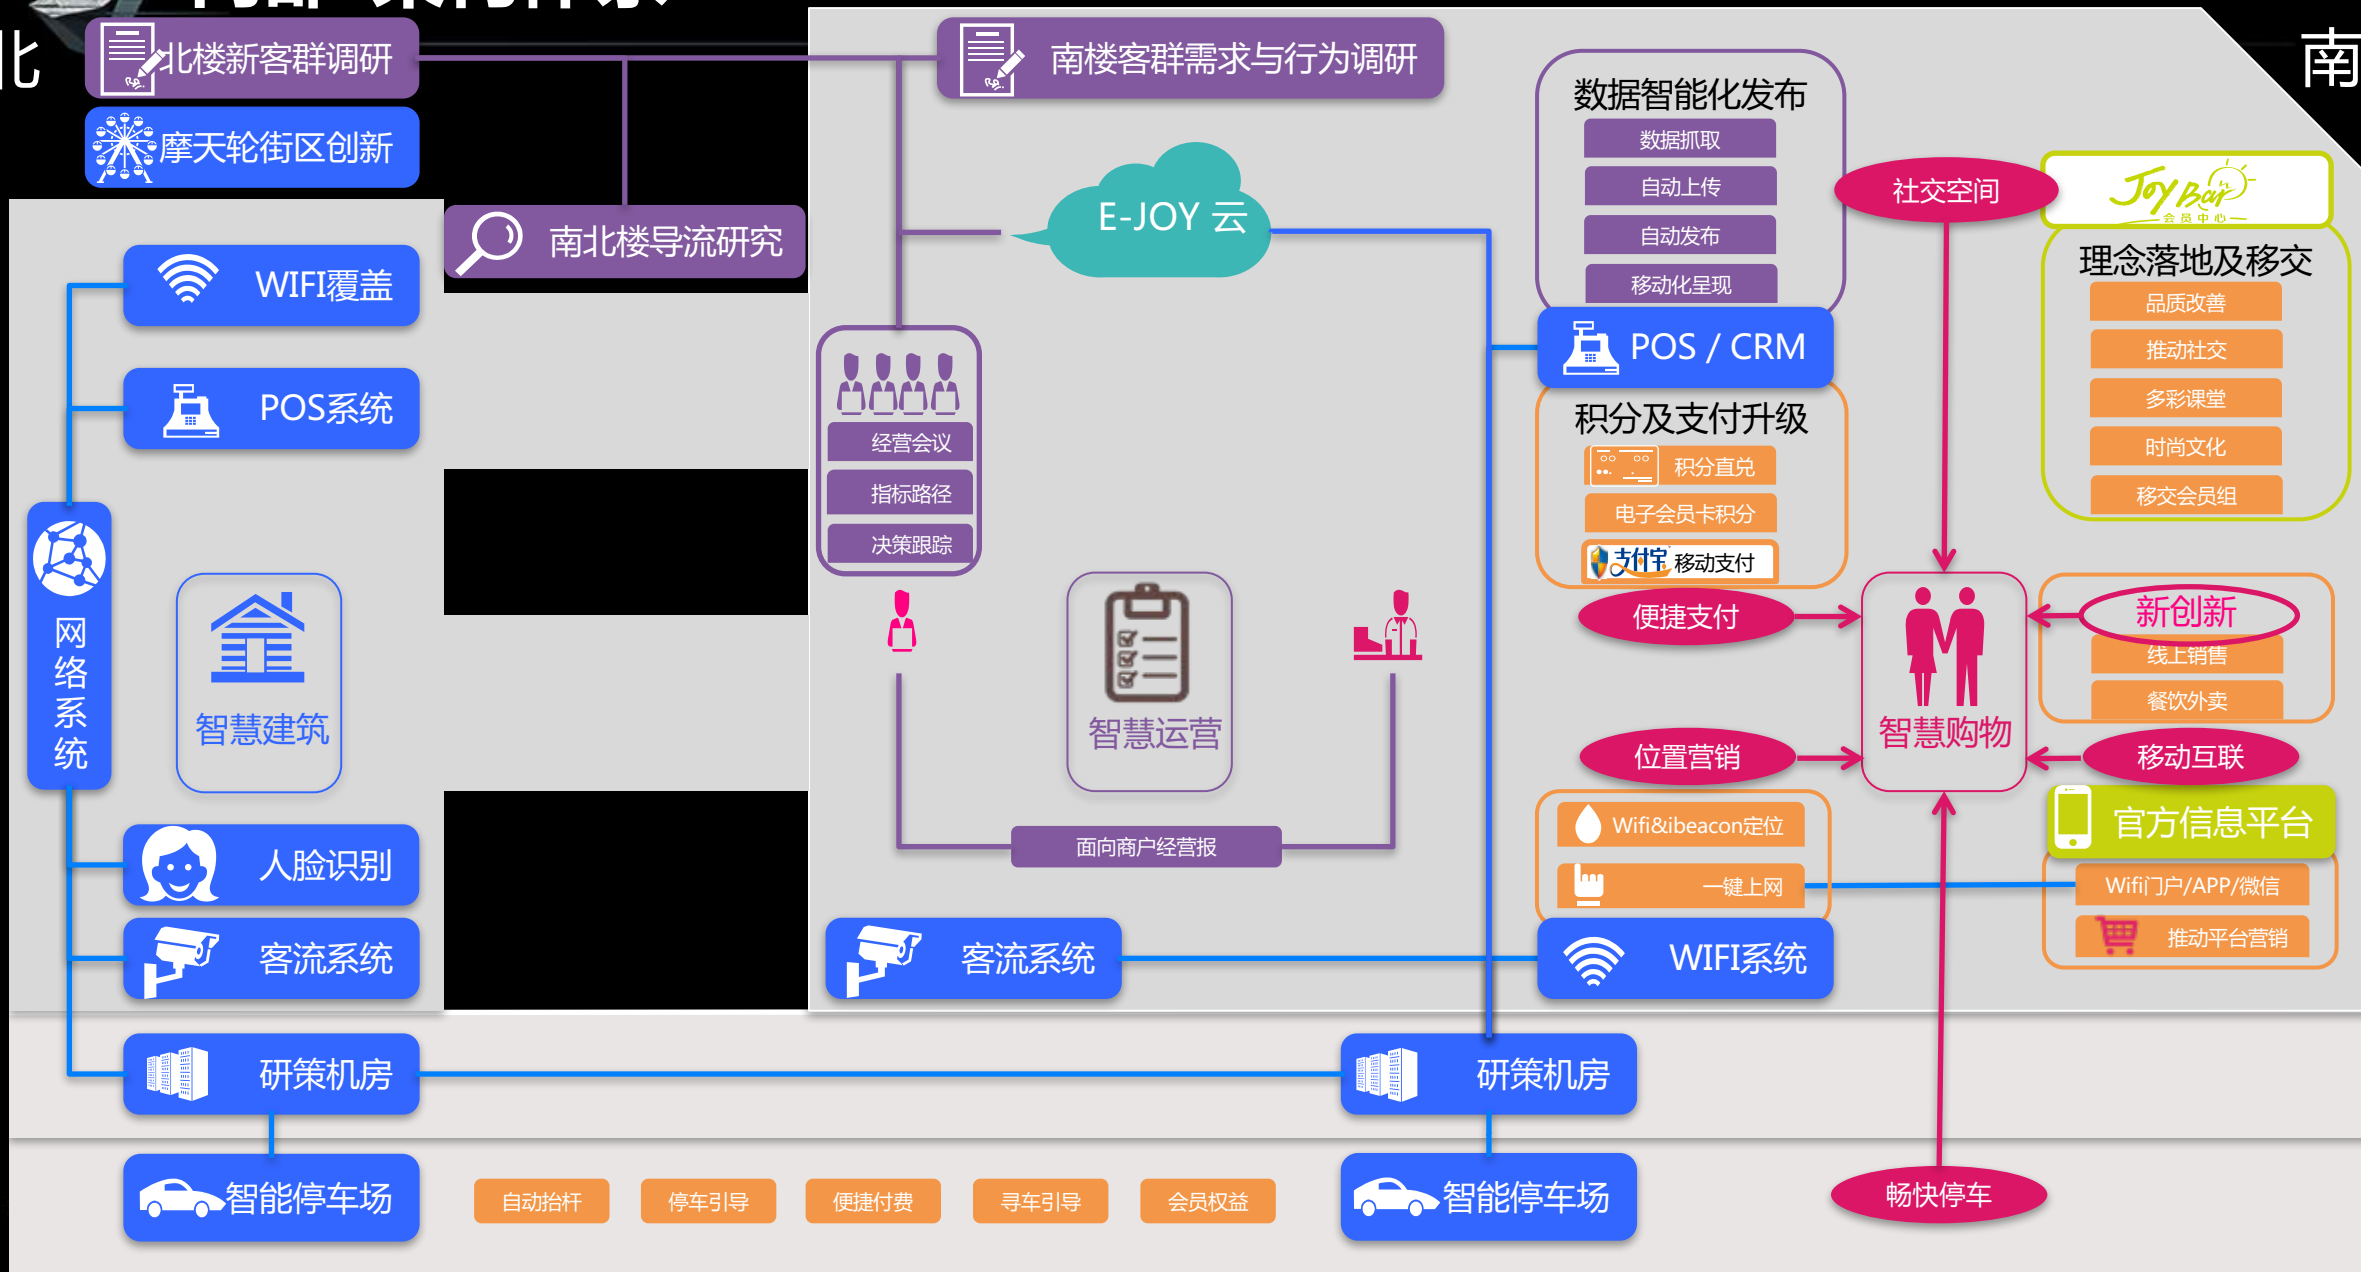 北
南
北楼新客群调研
南楼客群需求与行为调研
摩天轮街区创新
南北楼导流研究
E-JOY 云
数据智能化发布
数据抓取
自动上传
自动发布
移动化呈现
社交空间
Joy Bar
会员中心
理念落地及移交
品质改善
推动社交
多彩课堂
时尚文化
移交会员组
WIFI覆盖
POS系统
网络系统
智慧建筑
人脸识别
客流系统
经营会议
指标路径
决策跟踪
智慧运营
面向商户经营报
客流系统
POS / CRM
积分及支付升级
积分直兑
电子会员卡积分
支付宝 移动支付
便捷支付
位置营销
Wifi&ibeacon定位
一键上网
WIFI系统
智慧购物
新创新
线上销售
餐饮外卖
移动互联
官方信息平台
Wifi门户/APP/微信
推动平台营销
研策机房
研策机房
智能停车场
自动抬杆
停车引导
便捷付费
寻车引导
会员权益
智能停车场
畅快停车